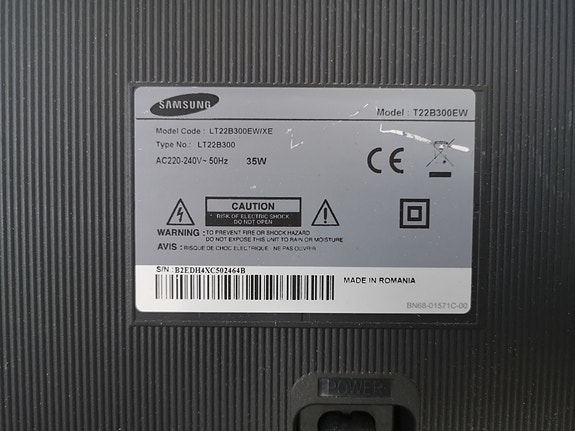 SAMSUNG
Model : T22B300EW
Model Code : LT22B300EW/XE
Type No.: LT22B300
AC220-240V~ 50Hz 35W
CE
CAUTION
RISK OF ELECTRIC SHOCK
DO NOT OPEN
WARNING : TO PREVENT FIRE OR SHOCK HAZARD
DO NOT EXPOSE THIS UNIT TO RAIN OR MOISTURE
AVIS : RISQUE DE CHOC ELECTRIQUE - NE PAS OUVRIR
S/N : B2EDH4XC502464B
MADE IN ROMANIA
BN68-01571C-00
POWER